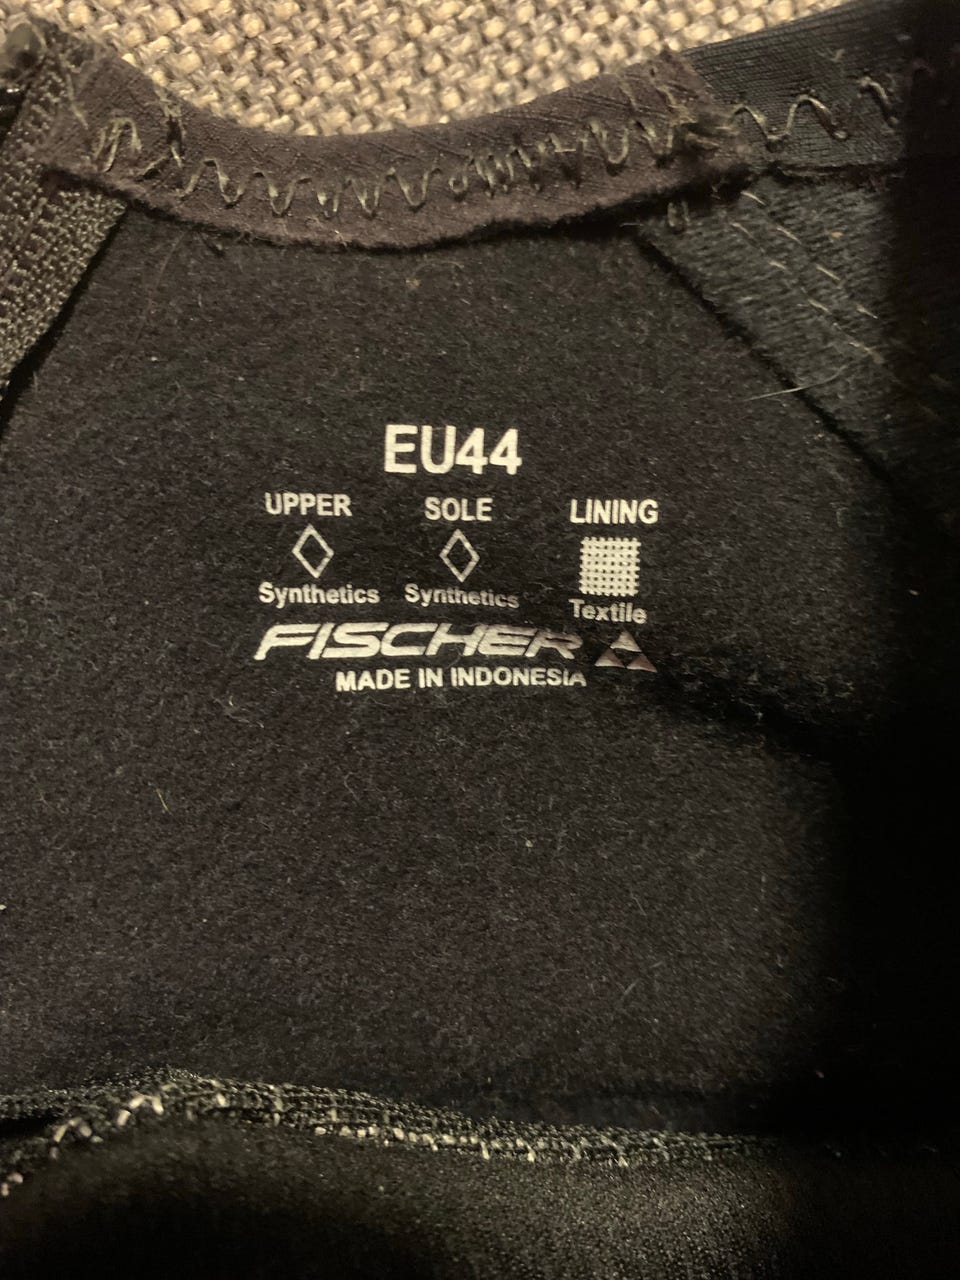 EU44
UPPER SOLE LINING
Synthetics Synthetics Textile
FISCHER
MADE IN INDONESIA